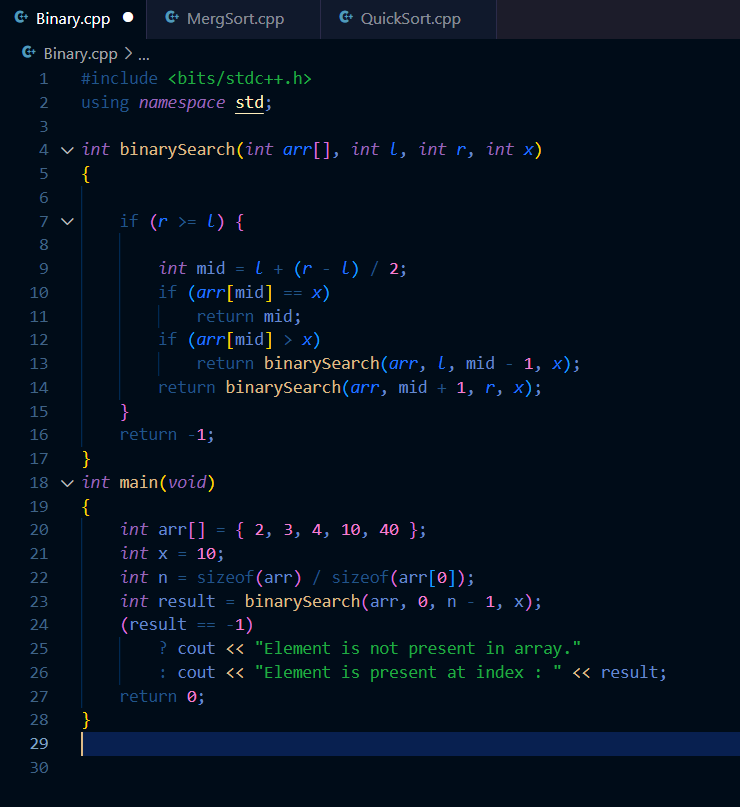 Binary.cpp MergSort.cpp QuickSort.cpp
Binary.cpp > ...
1 #include <bits/stdc++.h>
2 using namespace std;
3
4 int binarySearch(int arr[], int l, int r, int x)
5 {
6
7     if (r >= l) {
8
9         int mid = l + (r - l) / 2;
10         if (arr[mid] == x)
11             return mid;
12         if (arr[mid] > x)
13             return binarySearch(arr, l, mid - 1, x);
14         return binarySearch(arr, mid + 1, r, x);
15     }
16     return -1;
17 }
18 int main(void)
19 {
20     int arr[] = { 2, 3, 4, 10, 40 };
21     int x = 10;
22     int n = sizeof(arr) / sizeof(arr[0]);
23     int result = binarySearch(arr, 0, n - 1, x);
24     (result == -1)
25         ? cout << "Element is not present in array."
26         : cout << "Element is present at index : " << result;
27     return 0;
28 }
29
30